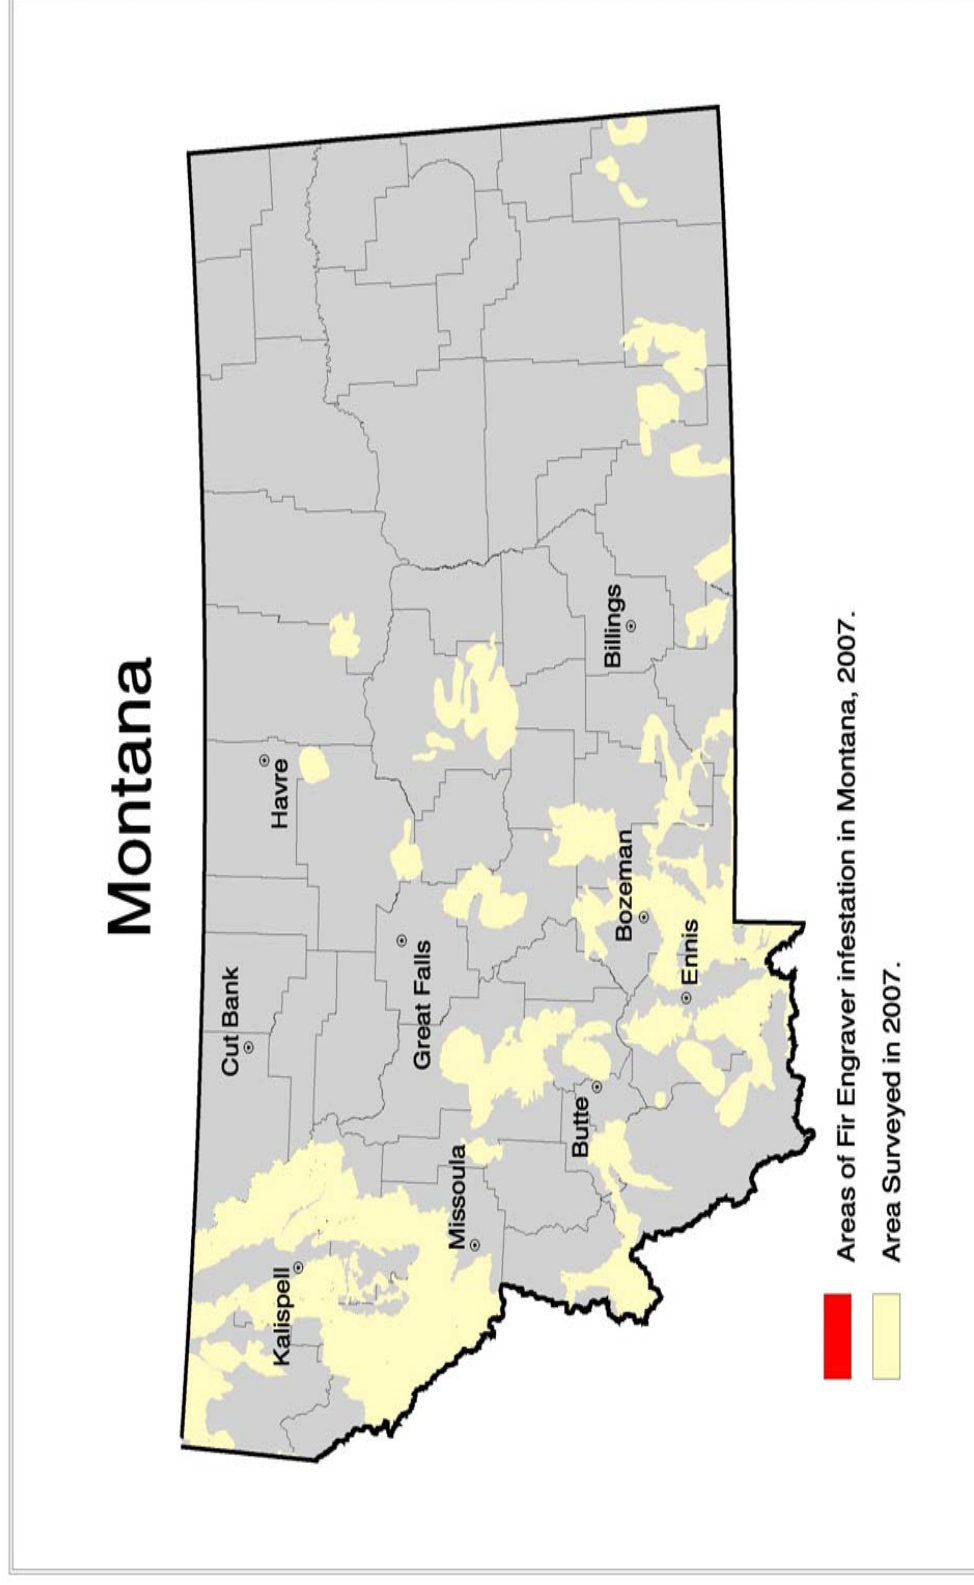 Montana
Cut Bank
Havre
Kalispell
Great Falls
Missoula
Billings
Butte
Bozeman
Ennis
Areas of Fir Engraver infestation in Montana, 2007.
Area Surveyed in 2007.